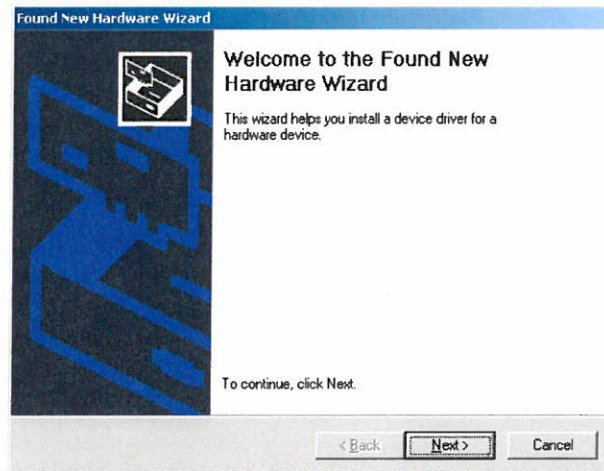 Found New Hardware Wizard
Welcome to the Found New
Hardware Wizard
This wizard helps you install a device driver for a
hardware device.
To continue, click Next.
< Back
Next >
Cancel